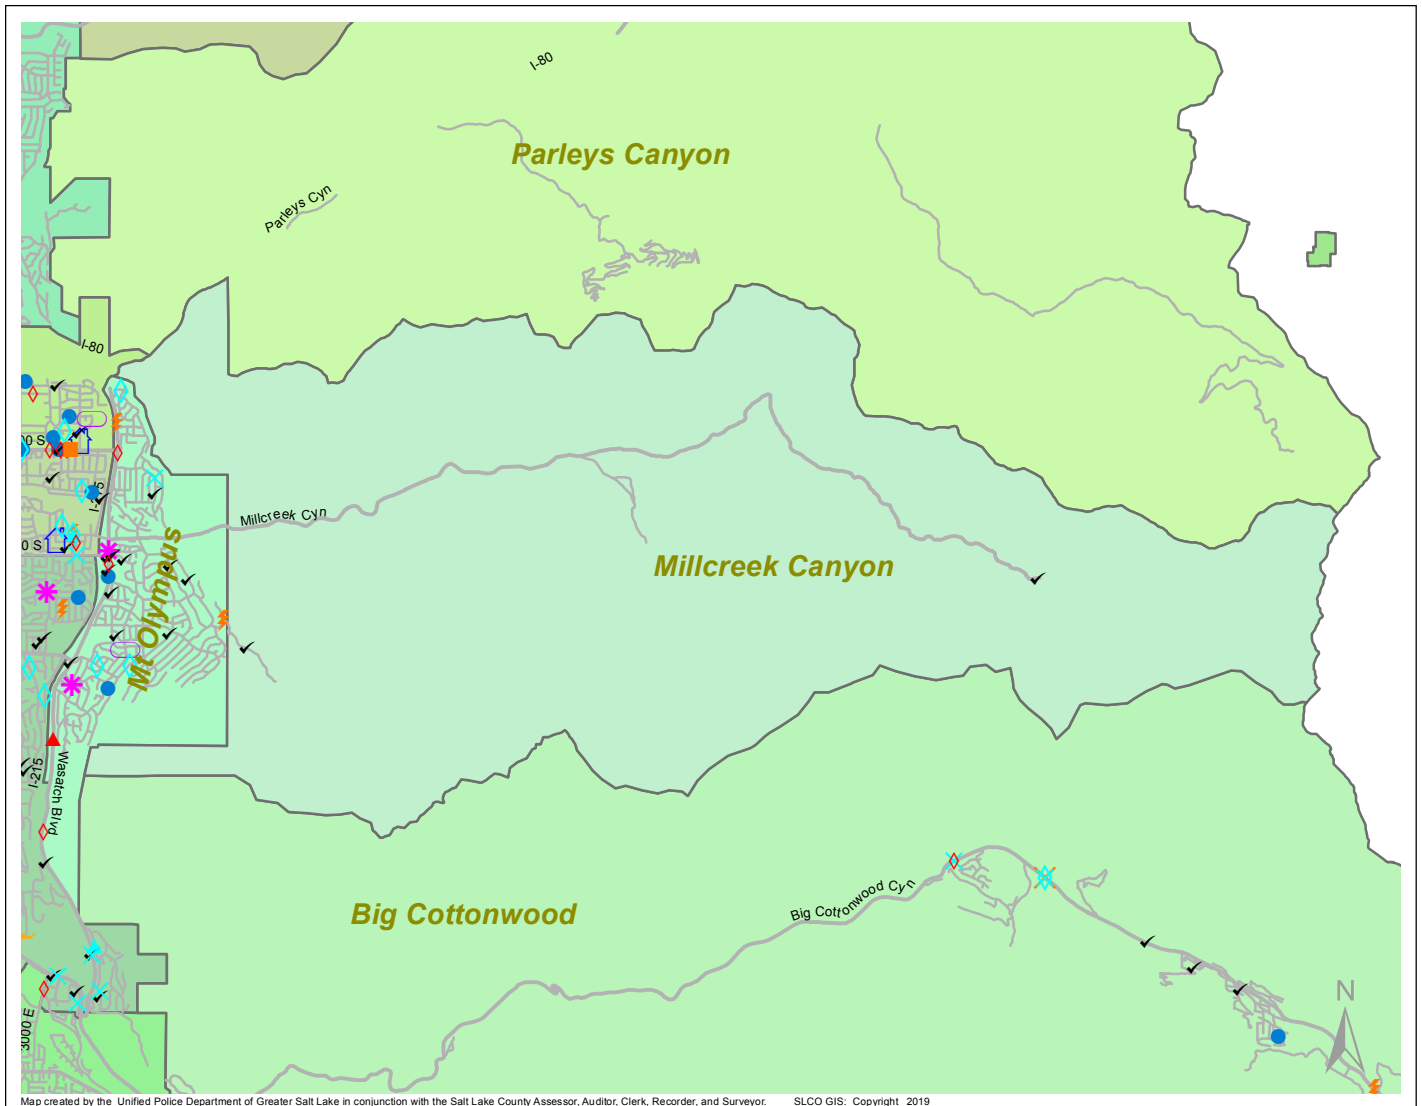 I-80
Parleys Canyon
Parleys Cyn
I-80
00 S
I-215
Millcreek Cyn
0 S
Millcreek Canyon
Mt Olympus
I-215
Wasatch Blvd
Big Cottonwood Cyn
Big Cottonwood
N
3000 E
Map created by the Unified Police Department of Greater Salt Lake in conjunction with the Salt Lake County Assessor, Auditor, Clerk, Recorder, and Surveyor. SLCO GIS: Copyright 2019